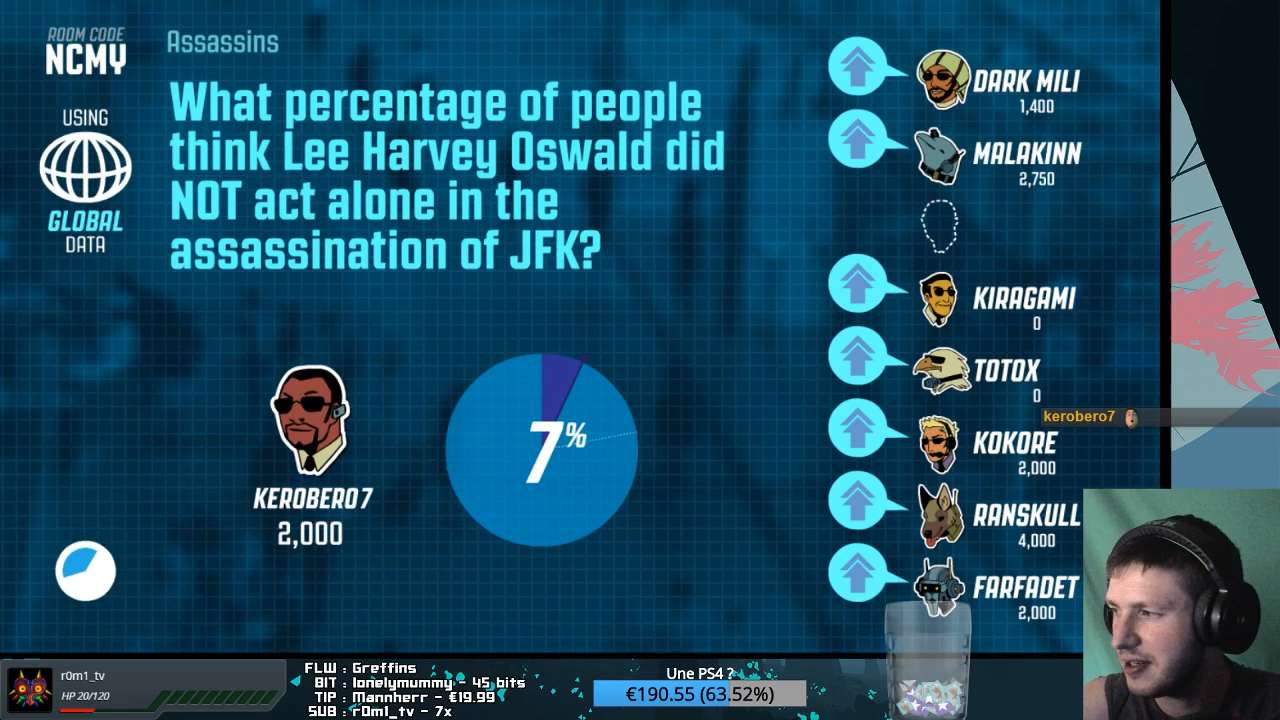 ROOM CODE
NCMY
USING
GLOBAL
DATA
Assassins
What percentage of people
think Lee Harvey Oswald did
NOT act alone in the
assassination of JFK?
KEROBERO7
2,000
7%
DARK MILI
1,400
MALAKINN
2,750
KIRAGAMI
0
TOTOX
0
kerobero7
KOKORE
2,000
RANSKULL
4,000
FARFADET
2,000
r0m1_tv
HP 20/120
FLW : Greffins
BIT : lonelymummy - 45 bits
TIP : Mannherr - €19.99
SUB : r0m1_tv - 7x
Une PS4 ?
€190.55 (63.52%)